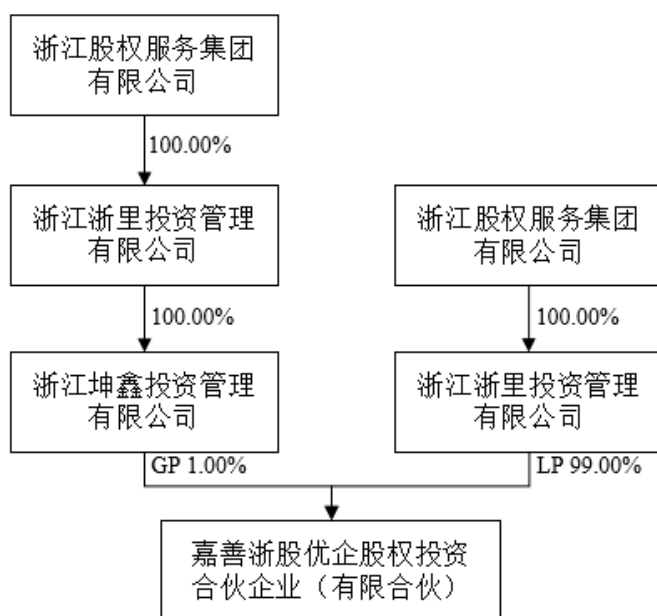 浙江股权服务集团
有限公司
100.00%
浙江浙里投资管理
有限公司
浙江股权服务集团
有限公司
100.00%
100.00%
浙江坤鑫投资管理
有限公司
浙江浙里投资管理
有限公司
GP 1.00%
LP 99.00%
嘉善浙股优企股权投资
合伙企业（有限合伙）